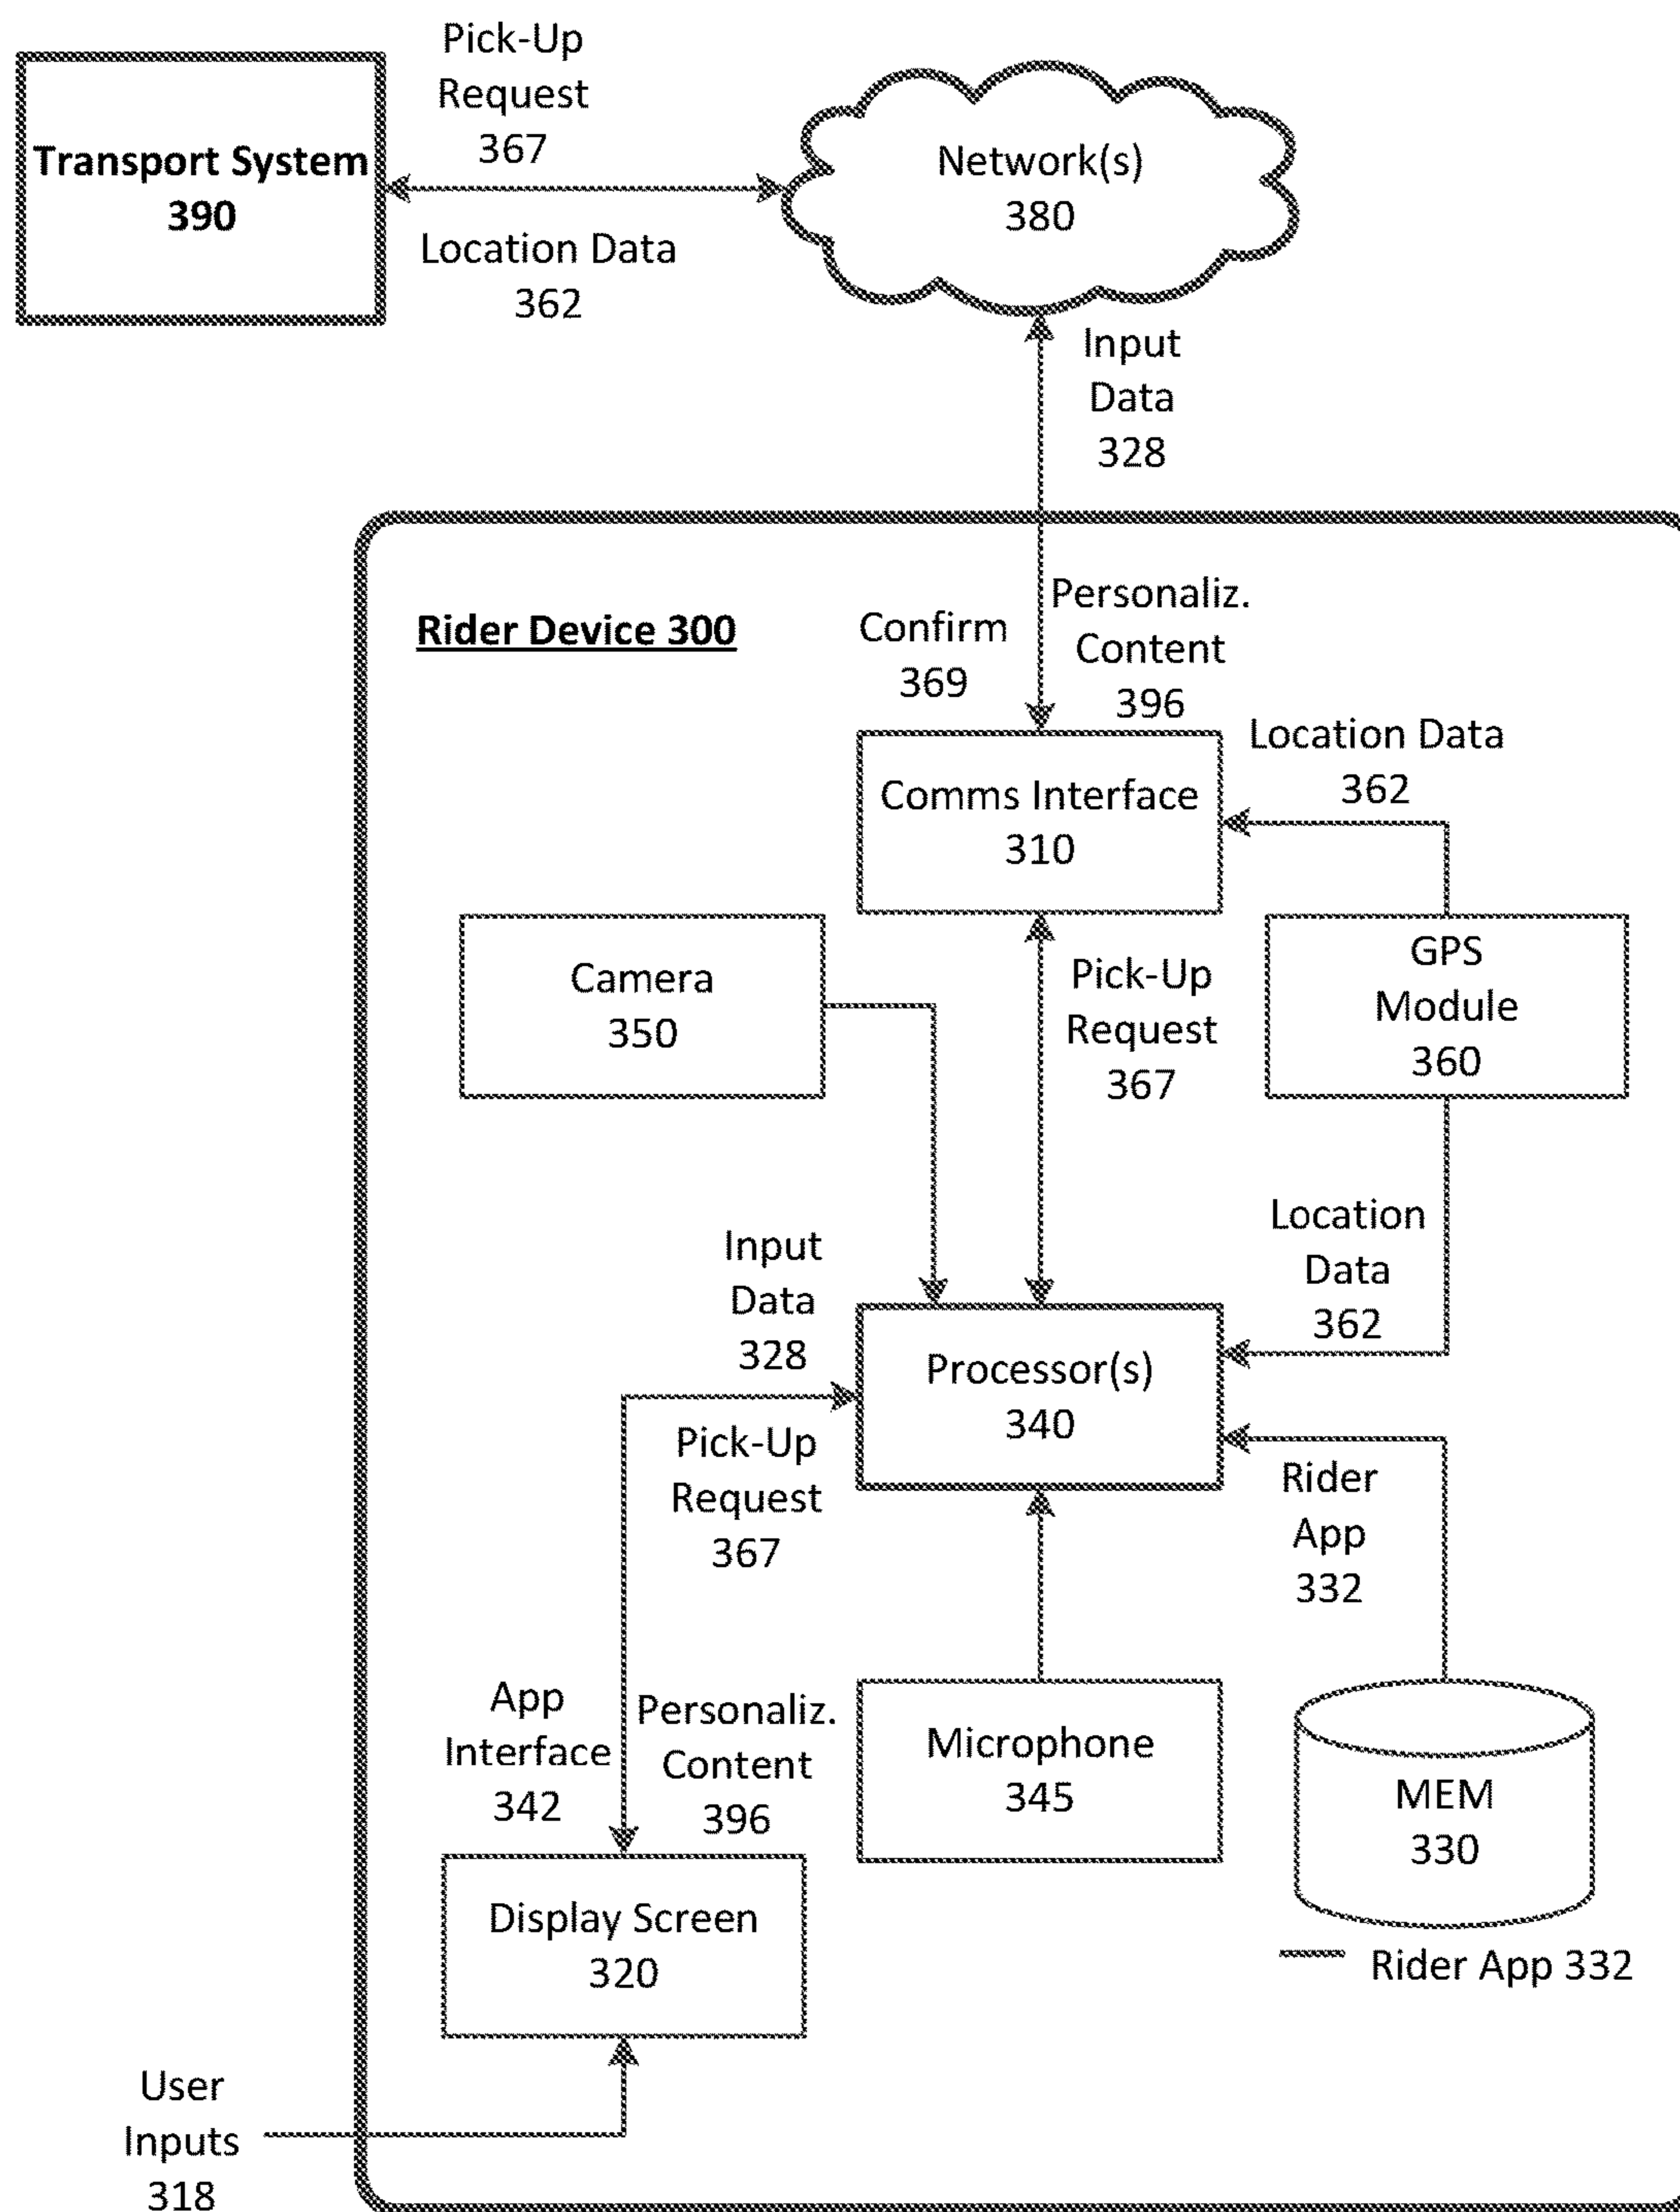 Pick-Up
Request
367
Transport System
390
Location Data
362
Network(s)
380
Input
Data
328
Rider Device 300
Confirm
369
Personaliz.
Content
396
Location Data
362
Comms Interface
310
Camera
350
Pick-Up
Request
367
GPS
Module
360
Input
Data
328
Location
Data
362
Processor(s)
340
Pick-Up
Request
367
Rider
App
332
App
Interface
342
Personaliz.
Content
396
Microphone
345
MEM
330
Display Screen
320
Rider App 332
User
Inputs
318